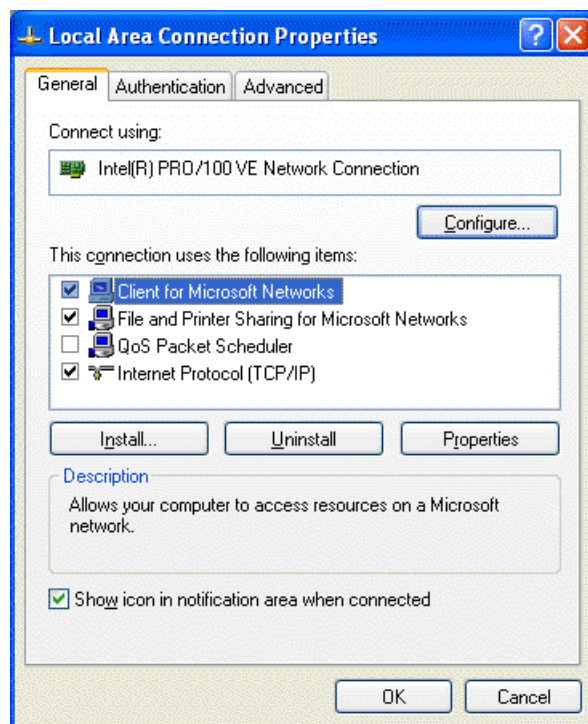 Local Area Connection Properties
General
Authentication
Advanced
Connect using:
Intel(R) PRO/100 VE Network Connection
Configure...
This connection uses the following items:
Client for Microsoft Networks
File and Printer Sharing for Microsoft Networks
QoS Packet Scheduler
Internet Protocol (TCP/IP)
Install...
Uninstall
Properties
Description
Allows your computer to access resources on a Microsoft
network.
Show icon in notification area when connected
OK
Cancel